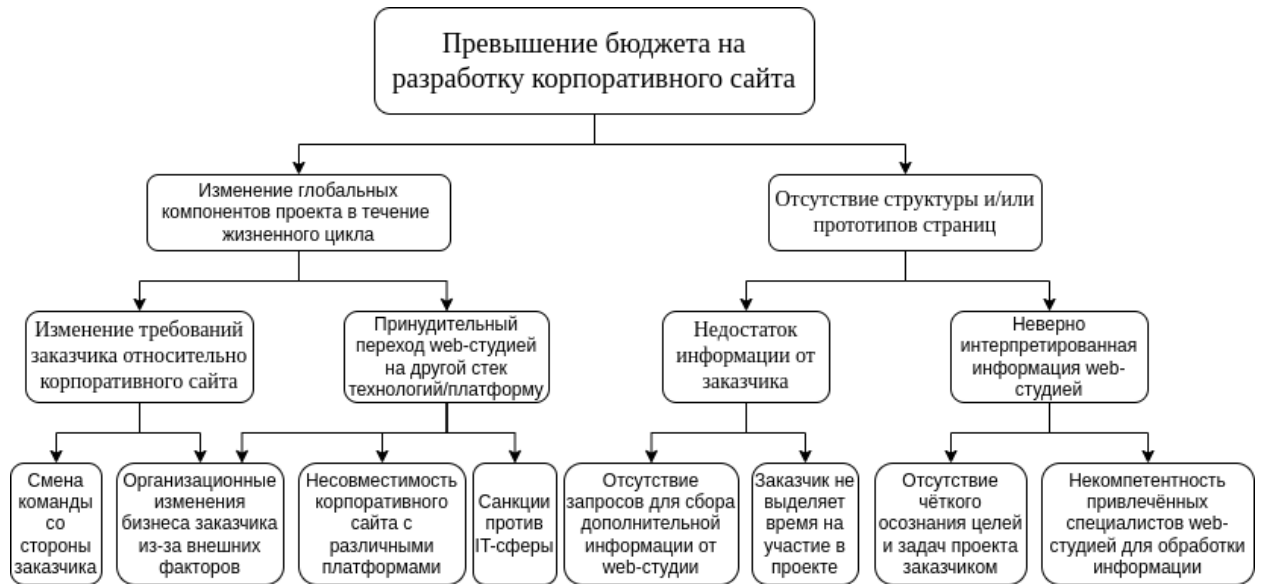 Превышение бюджета на
разработку корпоративного сайта
Изменение глобальных
компонентов проекта в течение
жизненного цикла
Отсутствие структуры и/или
прототипов страниц
Изменение требований
заказчика относительно
корпоративного сайта
Принудительный
переход web-студией
на другой стек
технологий/платформу
Недостаток
информации от
заказчика
Неверно
интерпретированная
информация web-
студией
Смена
команды
со
стороны
заказчика
Организационные
изменения
бизнеса заказчика
из-за внешних
факторов
Несовместимость
корпоративного
сайта с
различными
платформами
Санкции
против
IT-сферы
Отсутствие
запросов для сбора
дополнительной
информации от
web-студии
Заказчик не
выделяет
время на
участие в
проекте
Отсутствие
чёткого
осознания целей
и задач проекта
заказчиком
Некомпетентность
привлечённых
специалистов web-
студией для обработки
информации